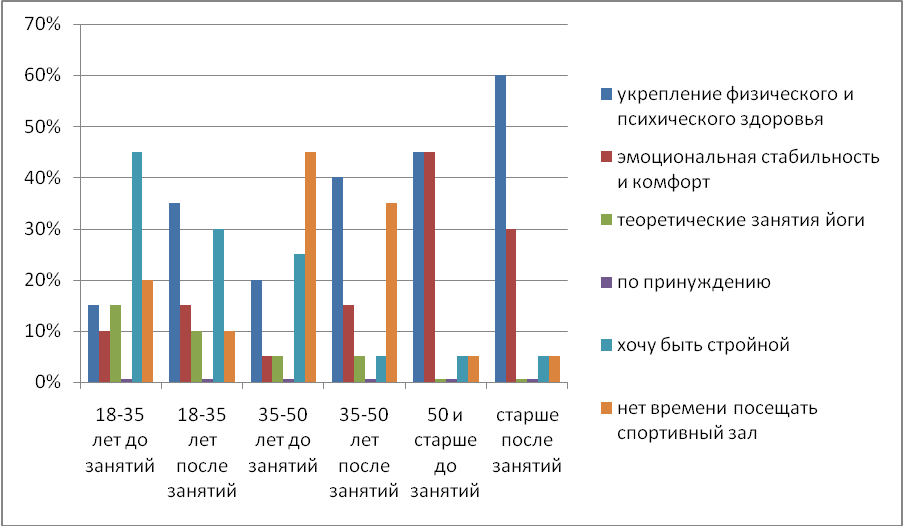 70%
60%
50%
40%
30%
20%
10%
0%
18-35
лет до
занятий
18-35
лет
после
занятий
35-50
лет до
занятий
35-50
лет
после
занятий
50 и
старше
до
занятий
старше
после
занятий
укрепление физического и
психического здоровья
эмоциональная стабильность
и комфорт
теоретические занятия йоги
по принуждению
хочу быть стройной
нет времени посещать
спортивный зал